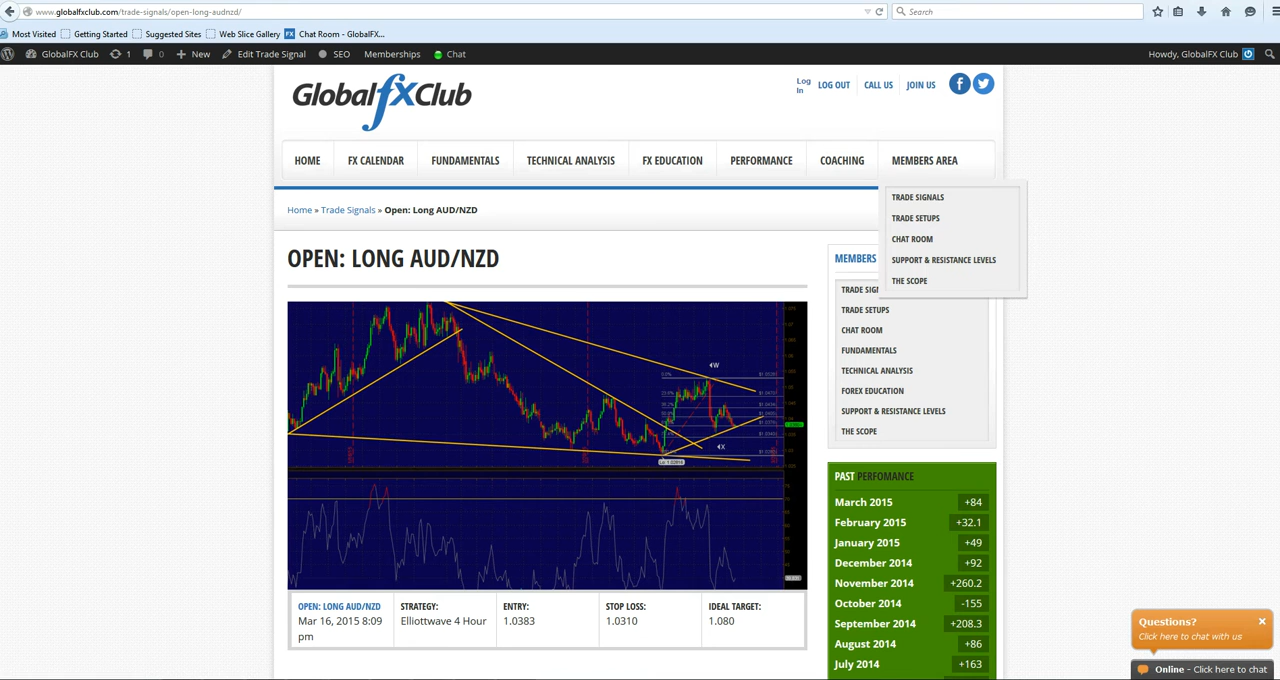 www.globalfxclub.com/trade-signals/open-long-audnzd/
Search
Most Visited Getting Started Suggested Sites Web Slice Gallery FX Chat Room - GlobalFX...
GlobalFX Club 1 0 New Edit Trade Signal SEO Memberships Chat Howdy, GlobalFX Club
GlobalfXClub
Log In
LOG OUT CALL US JOIN US
HOME FX CALENDAR FUNDAMENTALS TECHNICAL ANALYSIS FX EDUCATION PERFORMANCE COACHING MEMBERS AREA
TRADE SIGNALS
TRADE SETUPS
CHAT ROOM
SUPPORT & RESISTANCE LEVELS
THE SCOPE
Home » Trade Signals » Open: Long AUD/NZD
OPEN: LONG AUD/NZD
W
X
OPEN: LONG AUD/NZD
Mar 16, 2015 8:09
pm
STRATEGY:
Elliottwave 4 Hour
ENTRY:
1.0383
STOP LOSS:
1.0310
IDEAL TARGET:
1.080
MEMBERS
TRADE SIG
TRADE SETUPS
CHAT ROOM
FUNDAMENTALS
TECHNICAL ANALYSIS
FOREX EDUCATION
SUPPORT & RESISTANCE LEVELS
THE SCOPE
PAST PERFOMANCE
March 2015 +84
February 2015 +32.1
January 2015 +49
December 2014 +92
November 2014 +260.2
October 2014 -155
September 2014 +208.3
August 2014 +86
July 2014 +163
Questions?
Click here to chat with us
Online - Click here to chat